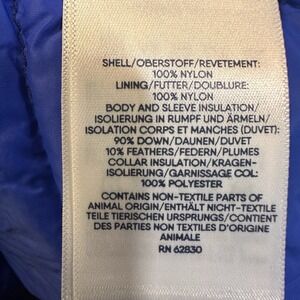 SHELL/OBERSTOFF/REVETEMENT:
100% NYLON
LINING/FUTTER/DOUBLURE:
100% NYLON
BODY AND SLEEVE INSULATION/
ISOLIERUNG IN RUMPF UND ÄRMELN/
ISOLATION CORPS ET MANCHES (DUVET):
90% DOWN/DAUNEN/DUVET
10% FEATHERS/FEDERN/PLUMES
COLLAR INSULATION/KRAGEN-
ISOLIERUNG/GARNISSAGE COL:
100% POLYESTER
CONTAINS NON-TEXTILE PARTS OF
ANIMAL ORIGIN/ENTHÄLT NICHT-TEXTILE
TEILE TIERISCHEN URSPRUNGS/CONTIENT
DES PARTIES NON TEXTILES D'ORIGINE
ANIMALE
RN 62830